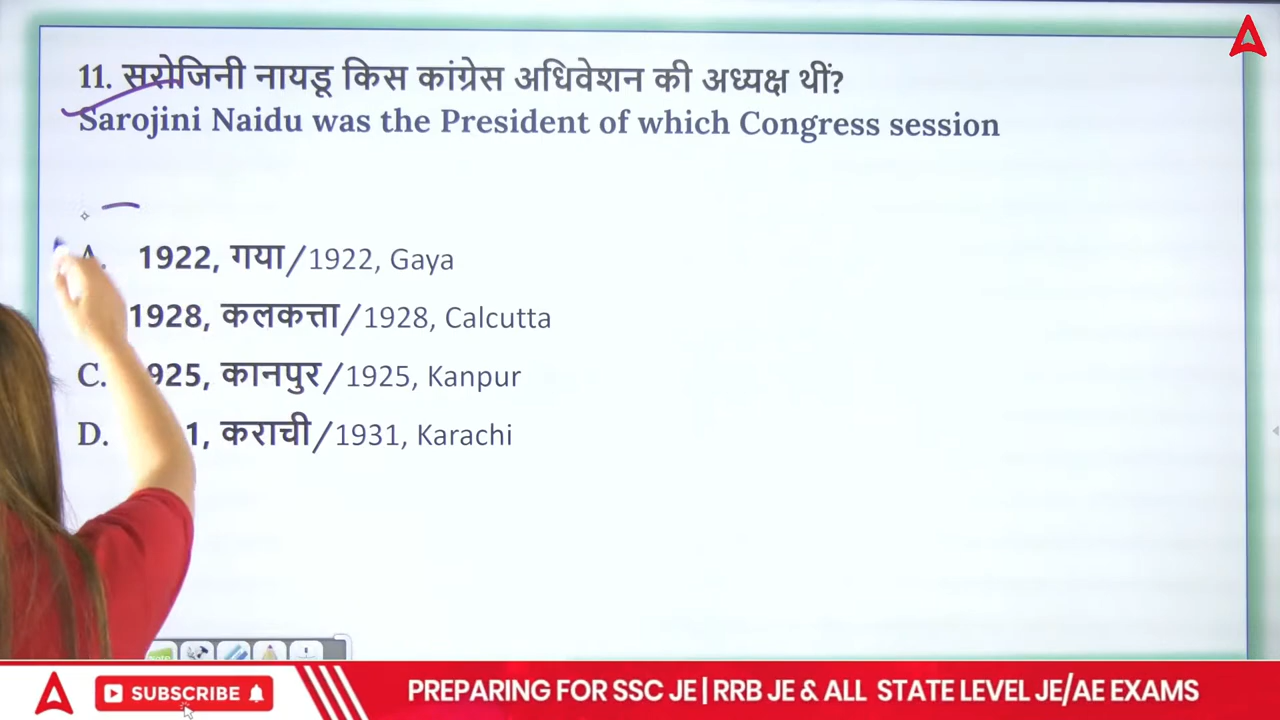 11. सरोजिनी नायडू किस कांग्रेस अधिवेशन की अध्यक्ष थीं?
Sarojini Naidu was the President of which Congress session
A. 1922, गया/1922, Gaya
1928, कलकत्ता/1928, Calcutta
C. 925, कानपुर/1925, Kanpur
D. 1, कराची/1931, Karachi
SUBSCRIBE
PREPARING FOR SSC JE | RRB JE & ALL STATE LEVEL JE/AE EXAMS